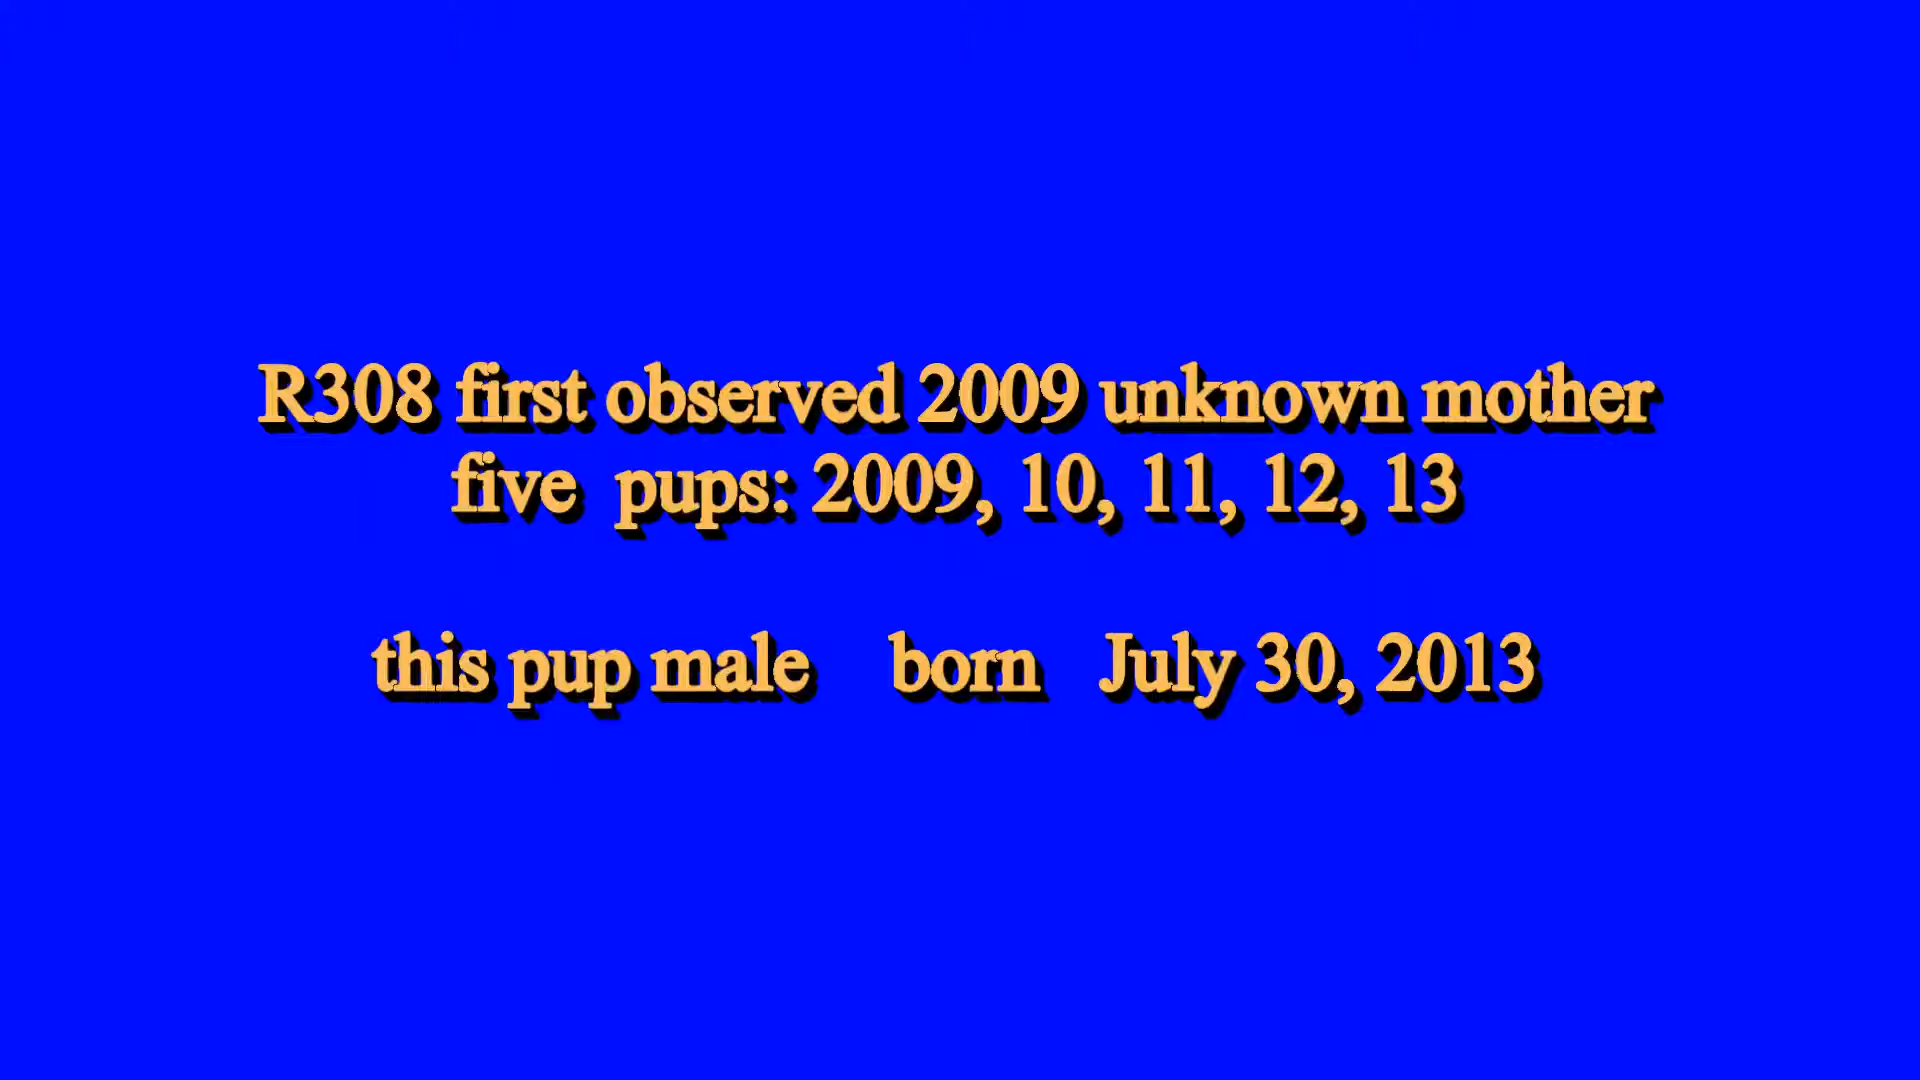 R308 first observed 2009 unknown mother
five pups: 2009, 10, 11, 12, 13
this pup male born July 30, 2013